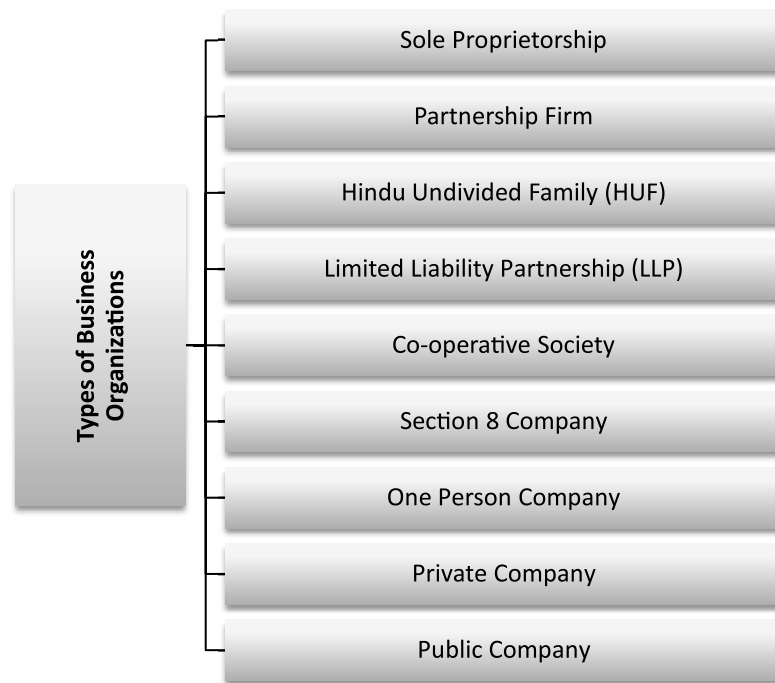 Types of Business
Organizations
Sole Proprietorship
Partnership Firm
Hindu Undivided Family (HUF)
Limited Liability Partnership (LLP)
Co-operative Society
Section 8 Company
One Person Company
Private Company
Public Company